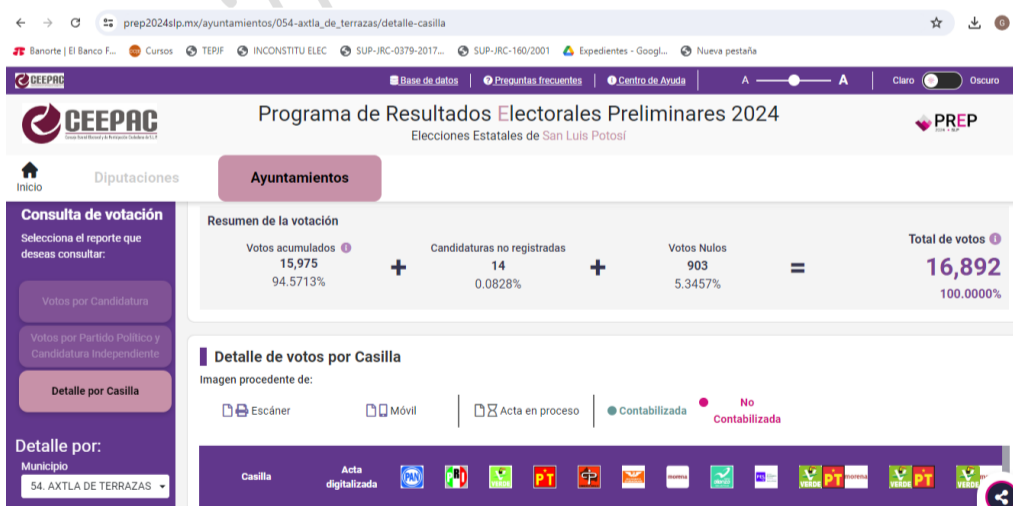 prep2024slp.mx/ayuntamientos/054-axtla_de_terrazas/detalle-casilla
G
Banorte | El Banco F... Cursos TEPJF INCONSTITU ELEC SUP-JRC-0379-2017... SUP-JRC-160/2001 Expedientes - Googl... Nueva pestaña
CEEPAC Base de datos Preguntas frecuentes Centro de Ayuda A A Claro Oscuro
CEEPAC
Programa de Resultados Electorales Preliminares 2024
Elecciones Estatales de San Luis Potosí
PREP
Inicio Diputaciones Ayuntamientos
Consulta de votación
Selecciona el reporte que
deseas consultar:
Votos por Candidatura
Votos por Partido Político y
Candidatura Independiente
Detalle por Casilla
Detalle por:
Municipio
54. AXTLA DE TERRAZAS
Resumen de la votación
Votos acumulados
15,975
94.5713%
+
Candidaturas no registradas
14
0.0828%
+
Votos Nulos
903
5.3457%
=
Total de votos
16,892
100.0000%
Detalle de votos por Casilla
Imagen procedente de:
Escáner Móvil Acta en proceso Contabilizada No
Contabilizada
Casilla Acta
digitalizada
PAN PRD VERDE PT morena VERDE PT morena VERDE PT VERDE